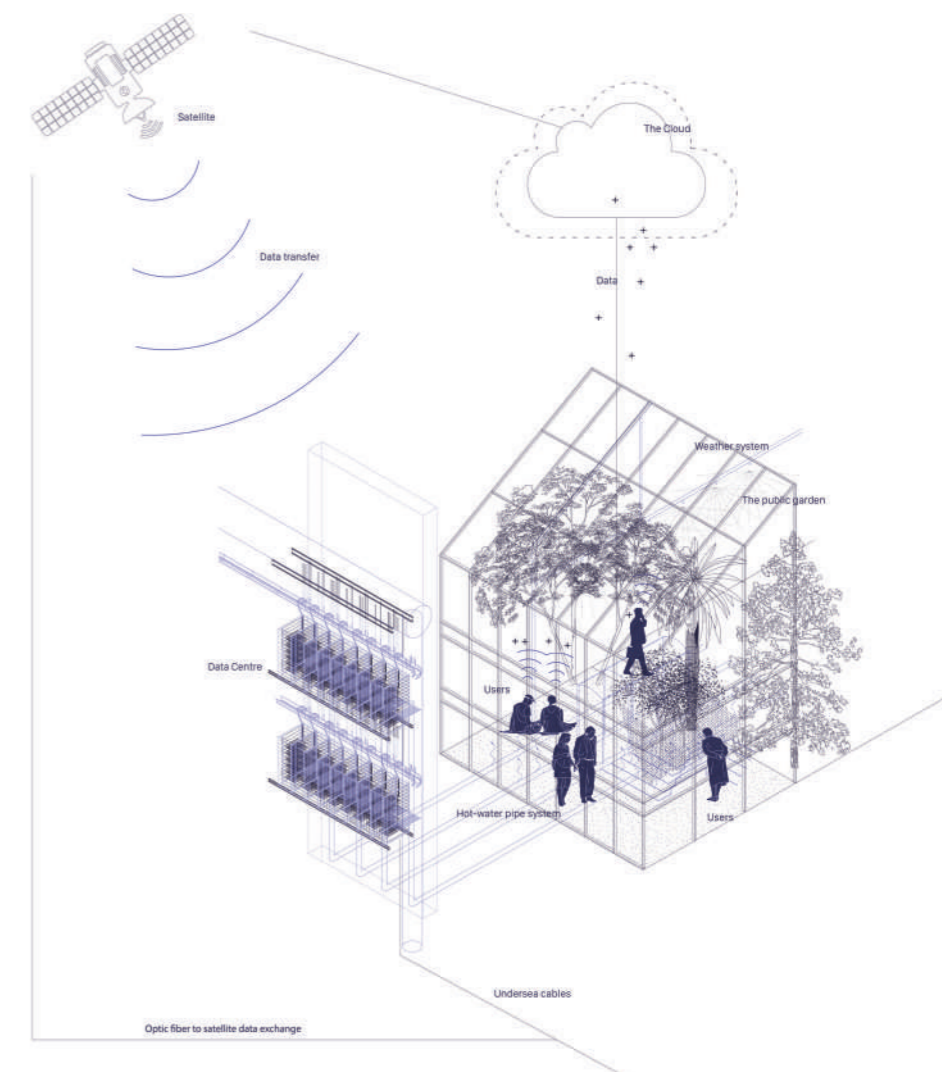 Satellite
The Cloud
Data transfer
Data
Weather system
The public garden
Data Centre
Users
Hot-water pipe system
Users
Undersea cables
Optic fiber to satellite data exchange